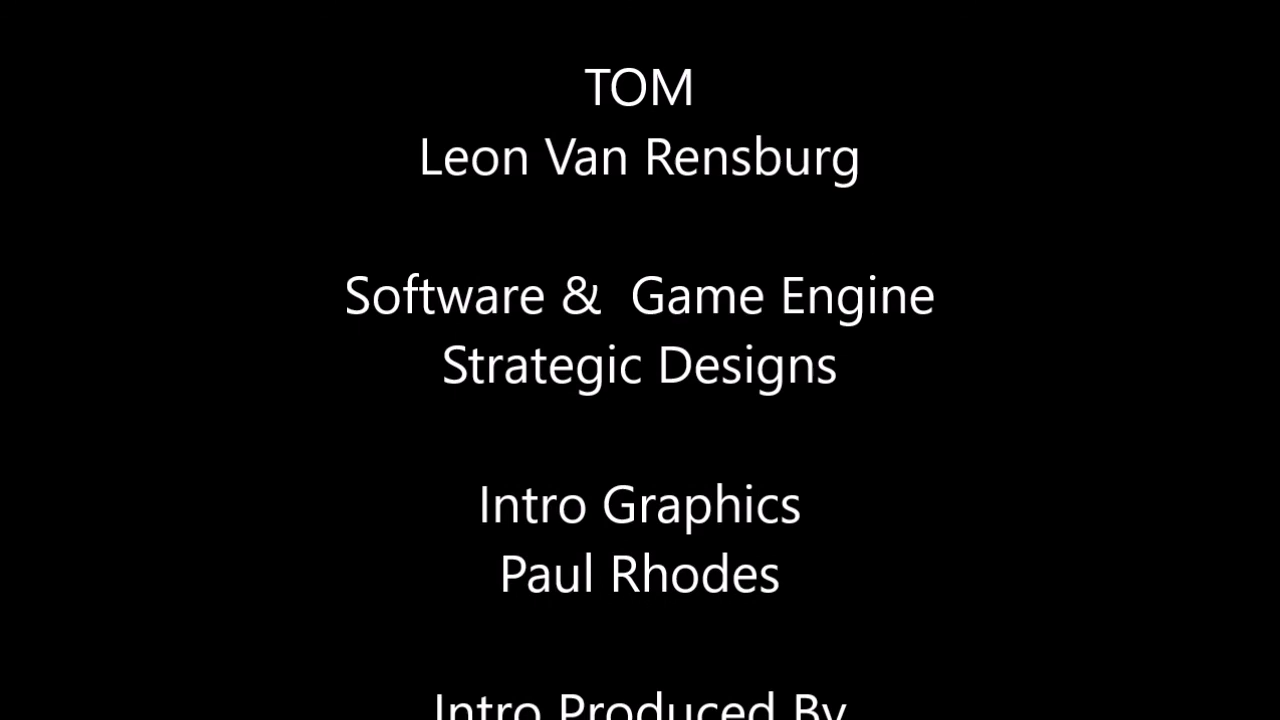 TOM
Leon Van Rensburg
Software &  Game Engine
Strategic Designs
Intro Graphics
Paul Rhodes
Intro Produced By